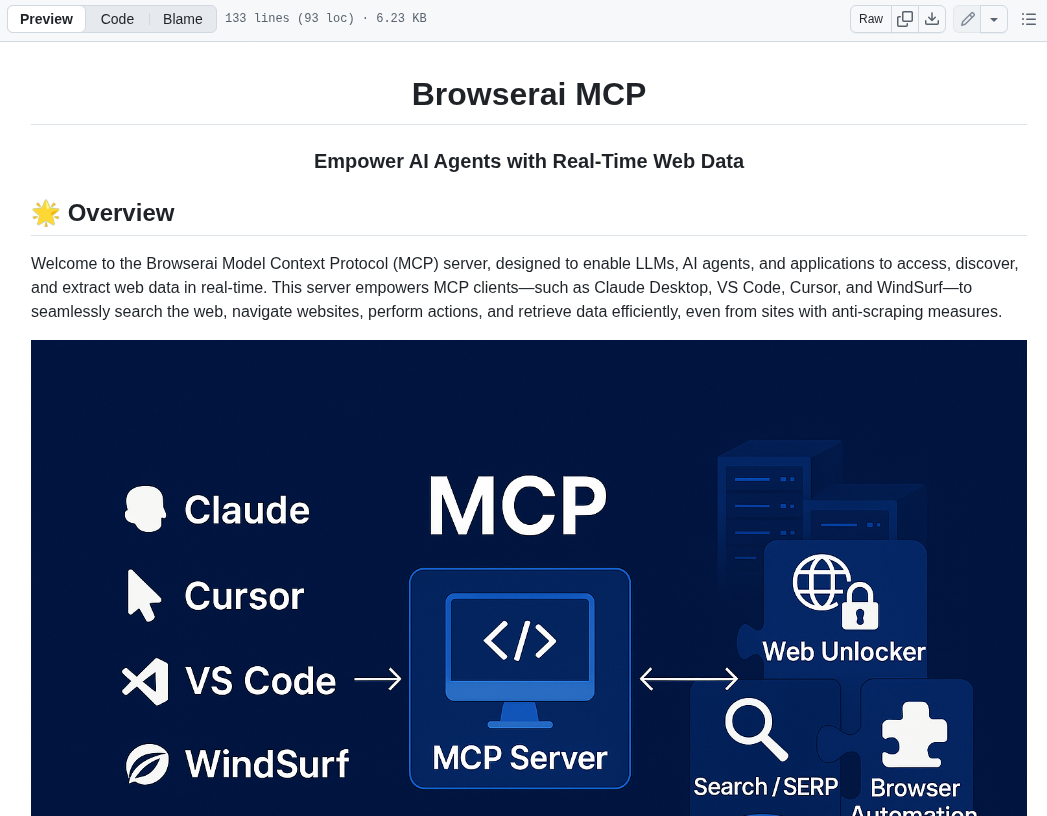 Preview Code Blame 133 lines (93 loc) · 6.23 KB Raw
Browserai MCP
Empower AI Agents with Real-Time Web Data
🌟 Overview
Welcome to the Browserai Model Context Protocol (MCP) server, designed to enable LLMs, AI agents, and applications to access, discover,
and extract web data in real-time. This server empowers MCP clients—such as Claude Desktop, VS Code, Cursor, and WindSurf—to
seamlessly search the web, navigate websites, perform actions, and retrieve data efficiently, even from sites with anti-scraping measures.
Claude
Cursor
VS Code
WindSurf
MCP
</>
MCP Server
Web Unlocker
Search / SERP
Browser
Automation